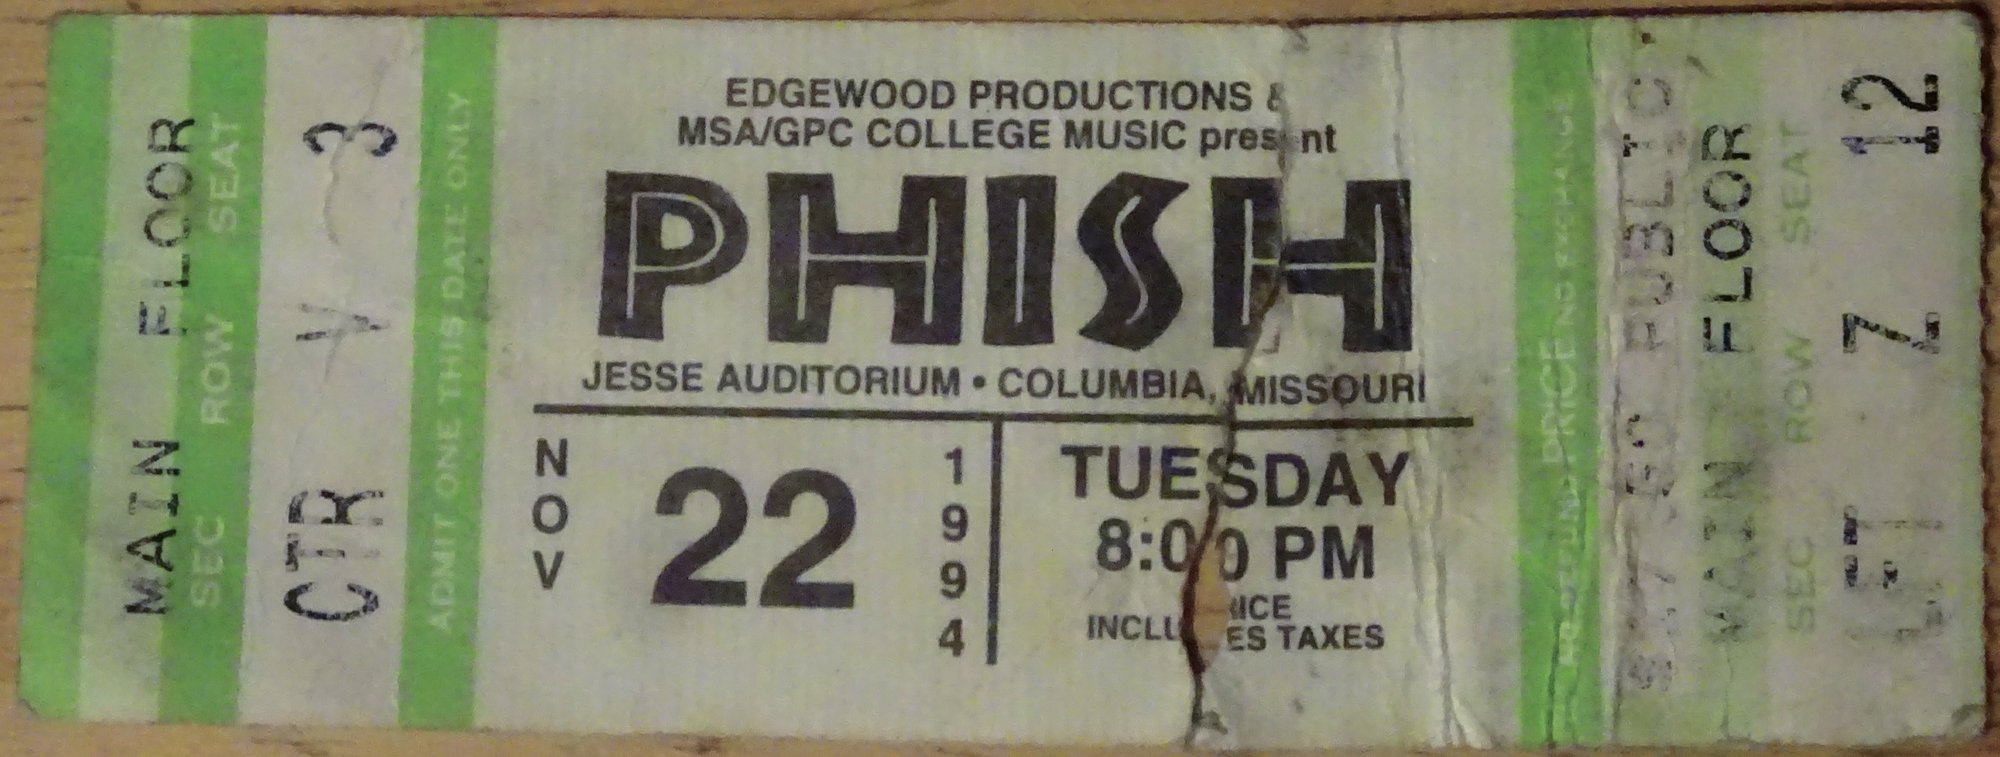 MAIN FLOOR
SEC ROW SEAT
CTR V 3
ADMIT ONE THIS DATE ONLY
EDGEWOOD PRODUCTIONS &
MSA/GPC COLLEGE MUSIC present
PHISH
JESSE AUDITORIUM • COLUMBIA, MISSOURI
NOV
22
1994
TUESDAY
8:00 PM
TAXES
PRICE
PUBLIC
MAIN FLOOR
SEC ROW SEAT
Z 12